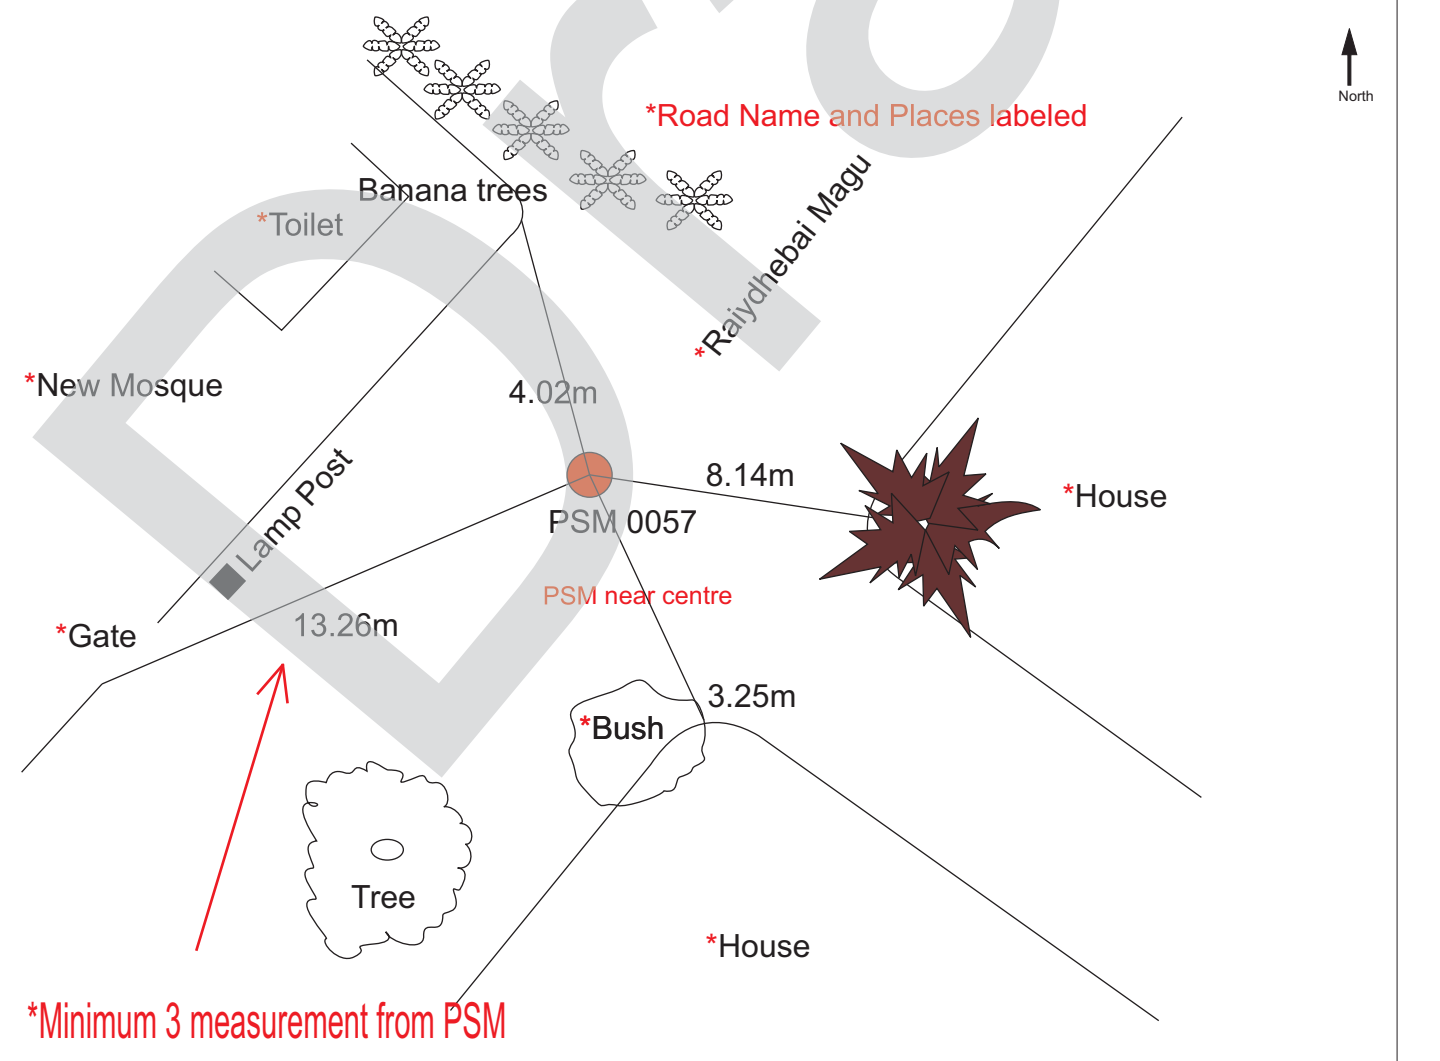 North
*Road Name and Places labeled
Banana trees
*Toilet
*Raiydhebai Magu
*New Mosque
4.02m
Lamp Post
8.14m
*House
PSM 0057
PSM near centre
*Gate
13.26m
3.25m
*Bush
Tree
*House
*Minimum 3 measurement from PSM
Dra